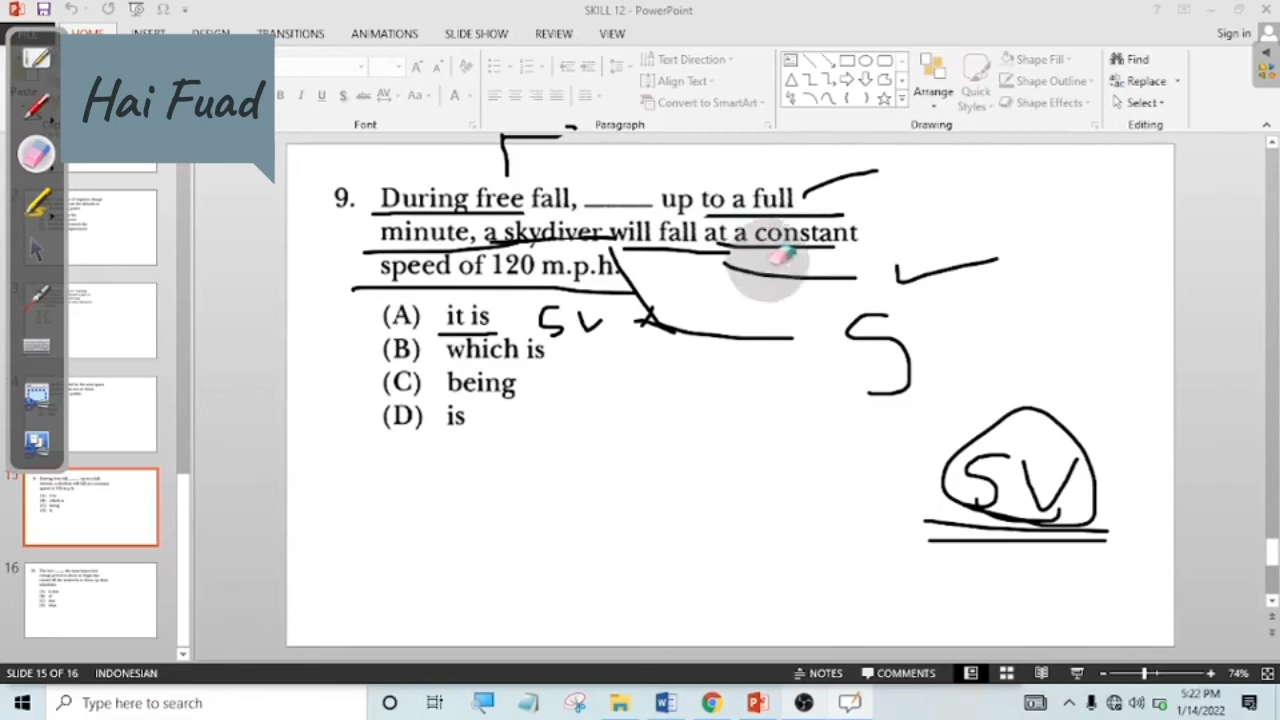 SKILL 12 - PowerPoint
FILE HOME INSERT DESIGN TRANSITIONS ANIMATIONS SLIDE SHOW REVIEW VIEW Sign in
Hai Fuad
Paste
Text Direction
Align Text
Convert to SmartArt
Arrange
Quick Styles
Shape Fill
Shape Outline
Shape Effects
Find
Replace
Select
Font Paragraph Drawing Editing
9. During free fall, ______ up to a full
minute, a skydiver will fall at a constant
speed of 120 m.p.h.
(A) it is SV
(B) which is
(C) being
(D) is
S
SV
16
SLIDE 15 OF 16 INDONESIAN NOTES COMMENTS 74%
Type here to search
5:22 PM
1/14/2022